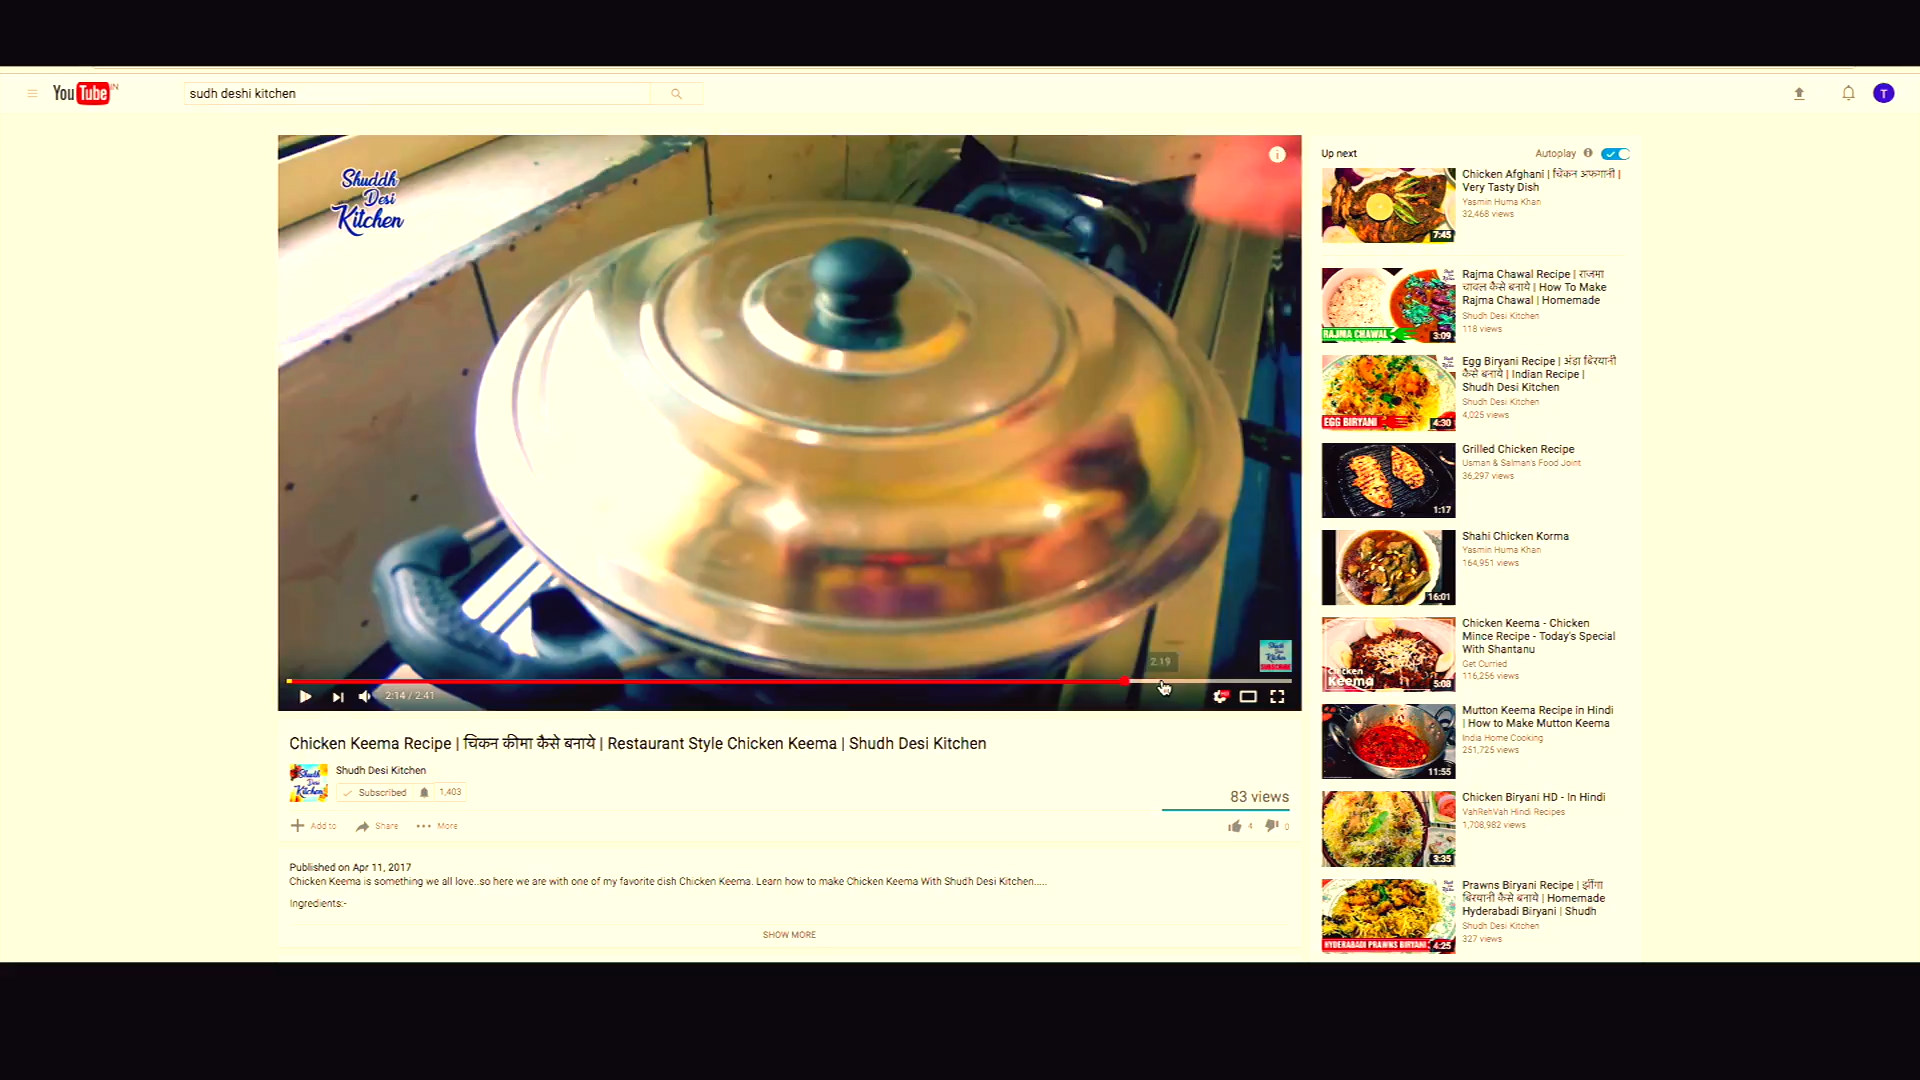 YouTube IN
sudh deshi kitchen
T
Shuddh
Desi
Kitchen
2:19
2:14 / 2:41
Chicken Keema Recipe | चिकन कीमा कैसे बनाये | Restaurant Style Chicken Keema | Shudh Desi Kitchen
Shudh Desi Kitchen
Subscribed 1,403
83 views
Add to Share More
4 0
Published on Apr 11, 2017
Chicken Keema is something we all love..so here we are with one of my favorite dish Chicken Keema. Learn how to make Chicken Keema With Shudh Desi Kitchen.....
Ingredients:-
SHOW MORE
Up next Autoplay
Chicken Afghani | चिकन अफगानी |
Very Tasty Dish
Yasmin Huma Khan
32,468 views
7:45
Rajma Chawal Recipe | राजमा
चावल कैसे बनाये | How To Make
Rajma Chawal | Homemade
Shudh Desi Kitchen
118 views
RAJMA CHAWAL
3:09
Egg Biryani Recipe | अंडा बिरयानी
कैसे बनाये | Indian Recipe |
Shudh Desi Kitchen
Shudh Desi Kitchen
4,025 views
EGG BIRYANI
4:30
Grilled Chicken Recipe
Usman & Salman's Food Joint
36,297 views
1:17
Shahi Chicken Korma
Yasmin Huma Khan
164,951 views
16:01
Chicken Keema - Chicken
Mince Recipe - Today's Special
With Shantanu
Get Curried
116,256 views
Chicken
Keema
5:08
Mutton Keema Recipe in Hindi
| How to Make Mutton Keema
India Home Cooking
251,725 views
11:55
Chicken Biryani HD - In Hindi
VahRehVah Hindi Recipes
1,708,982 views
3:35
Prawns Biryani Recipe | झींगा
बिरयानी कैसे बनाये | Homemade
Hyderabadi Biryani | Shudh
Shudh Desi Kitchen
327 views
HYDERABADI PRAWNS BIRYANI
4:25